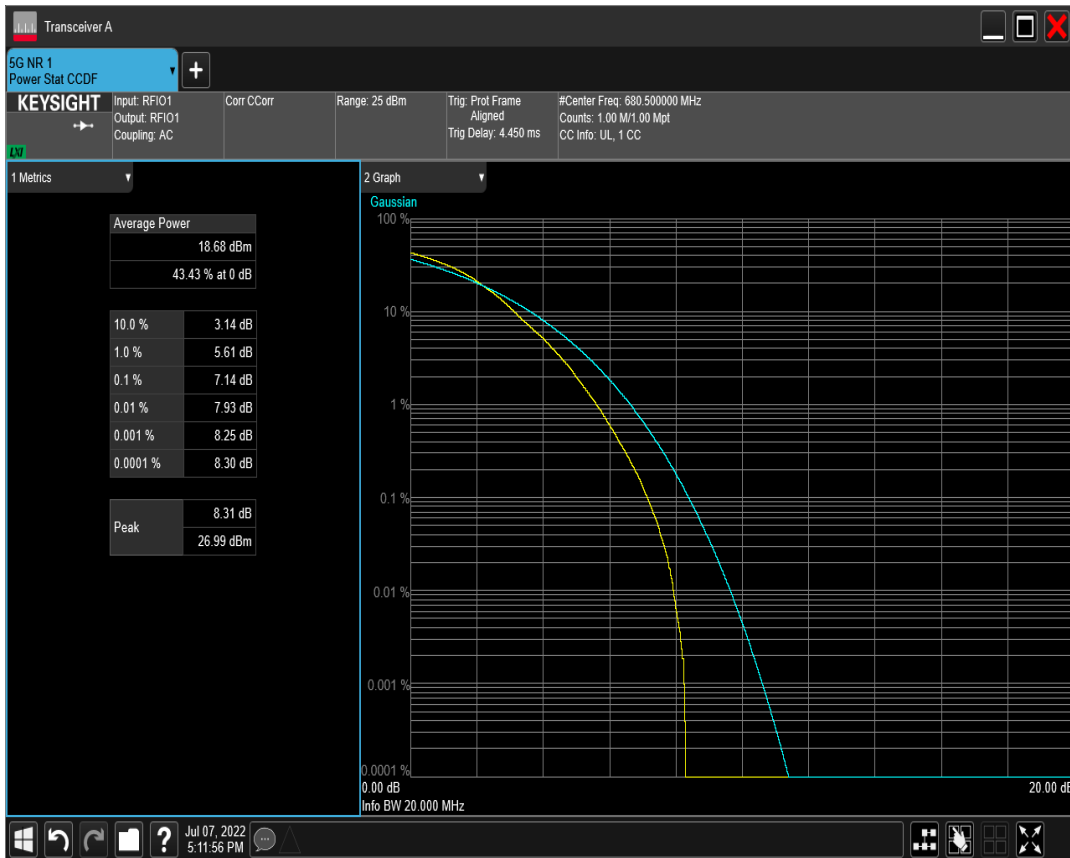 Transceiver A
5G NR 1
Power Stat CCDF
KEYSIGHT
LXI
Input: RFIO1
Output: RFIO1
Coupling: AC
Corr CCorr
Range: 25 dBm
Trig: Prot Frame
Aligned
Trig Delay: 4.450 ms
#Center Freq: 680.500000 MHz
Counts: 1.00 M/1.00 Mpt
CC Info: UL, 1 CC
1 Metrics
Average Power
18.68 dBm
43.43 % at 0 dB
10.0 % 3.14 dB
1.0 % 5.61 dB
0.1 % 7.14 dB
0.01 % 7.93 dB
0.001 % 8.25 dB
0.0001 % 8.30 dB
Peak
8.31 dB
26.99 dBm
2 Graph
Gaussian
100 %
10 %
1 %
0.1 %
0.01 %
0.001 %
0.0001 %
0.00 dB 20.00 dB
Info BW 20.000 MHz
Jul 07, 2022
5:11:56 PM